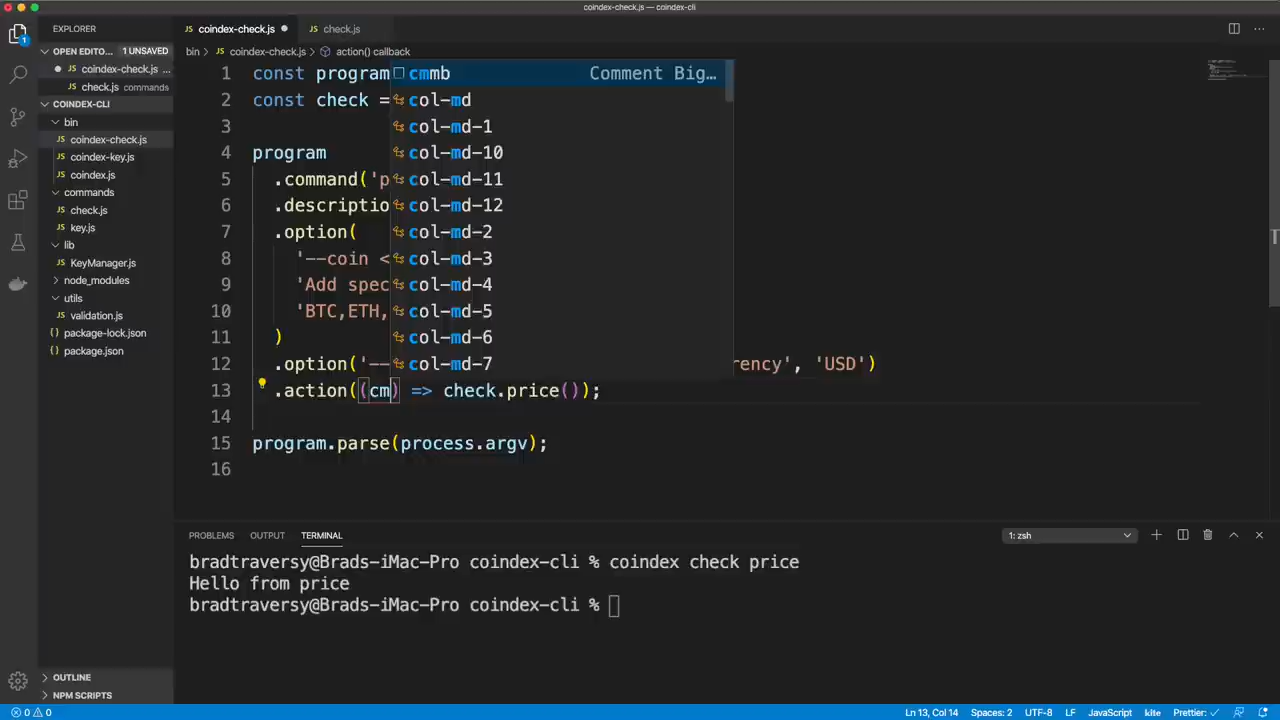 coindex-check.js — coindex-cli
EXPLORER
coindex-check.js
check.js
bin > coindex-check.js > action() callback
OPEN EDITO... 1 UNSAVED
coindex-check.js ...
check.js commands
COINDEX-CLI
bin
coindex-check.js
coindex-key.js
coindex.js
commands
check.js
key.js
lib
KeyManager.js
node_modules
utils
validation.js
package-lock.json
package.json
OUTLINE
NPM SCRIPTS
1 const program
2 const check =
3
4 program
5 .command('p
6 .descriptio
7 .option(
8 '--coin <
9 'Add spec
10 'BTC,ETH,
11 )
12 .option('-- rency', 'USD')
13 .action((cm) => check.price());
14
15 program.parse(process.argv);
16
cmmb Comment Big...
col-md
col-md-1
col-md-10
col-md-11
col-md-12
col-md-2
col-md-3
col-md-4
col-md-5
col-md-6
col-md-7
PROBLEMS OUTPUT TERMINAL
1: zsh
bradtraversy@Brads-iMac-Pro coindex-cli % coindex check price
Hello from price
bradtraversy@Brads-iMac-Pro coindex-cli %
0 0
Ln 13, Col 14 Spaces: 2 UTF-8 LF JavaScript kite Prettier: ✓